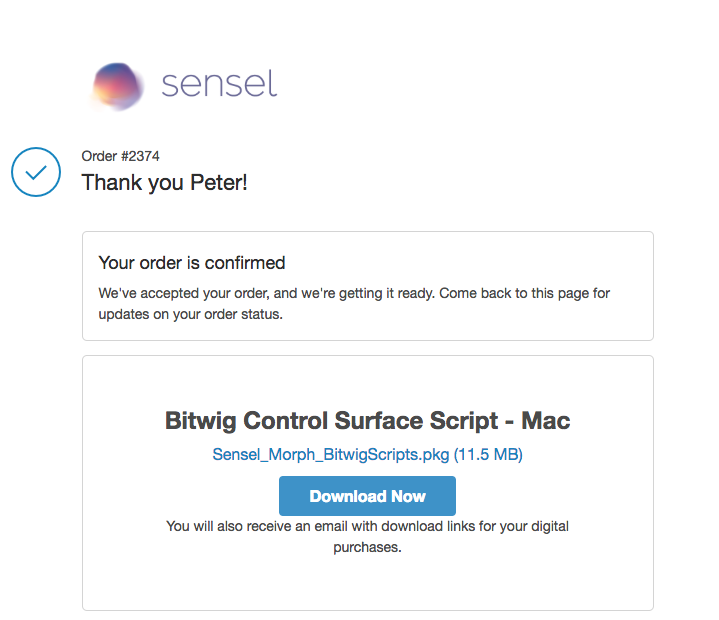 sensel
Order #2374
Thank you Peter!
Your order is confirmed
We've accepted your order, and we're getting it ready. Come back to this page for
updates on your order status.
Bitwig Control Surface Script - Mac
Sensel_Morph_BitwigScripts.pkg (11.5 MB)
Download Now
You will also receive an email with download links for your digital
purchases.